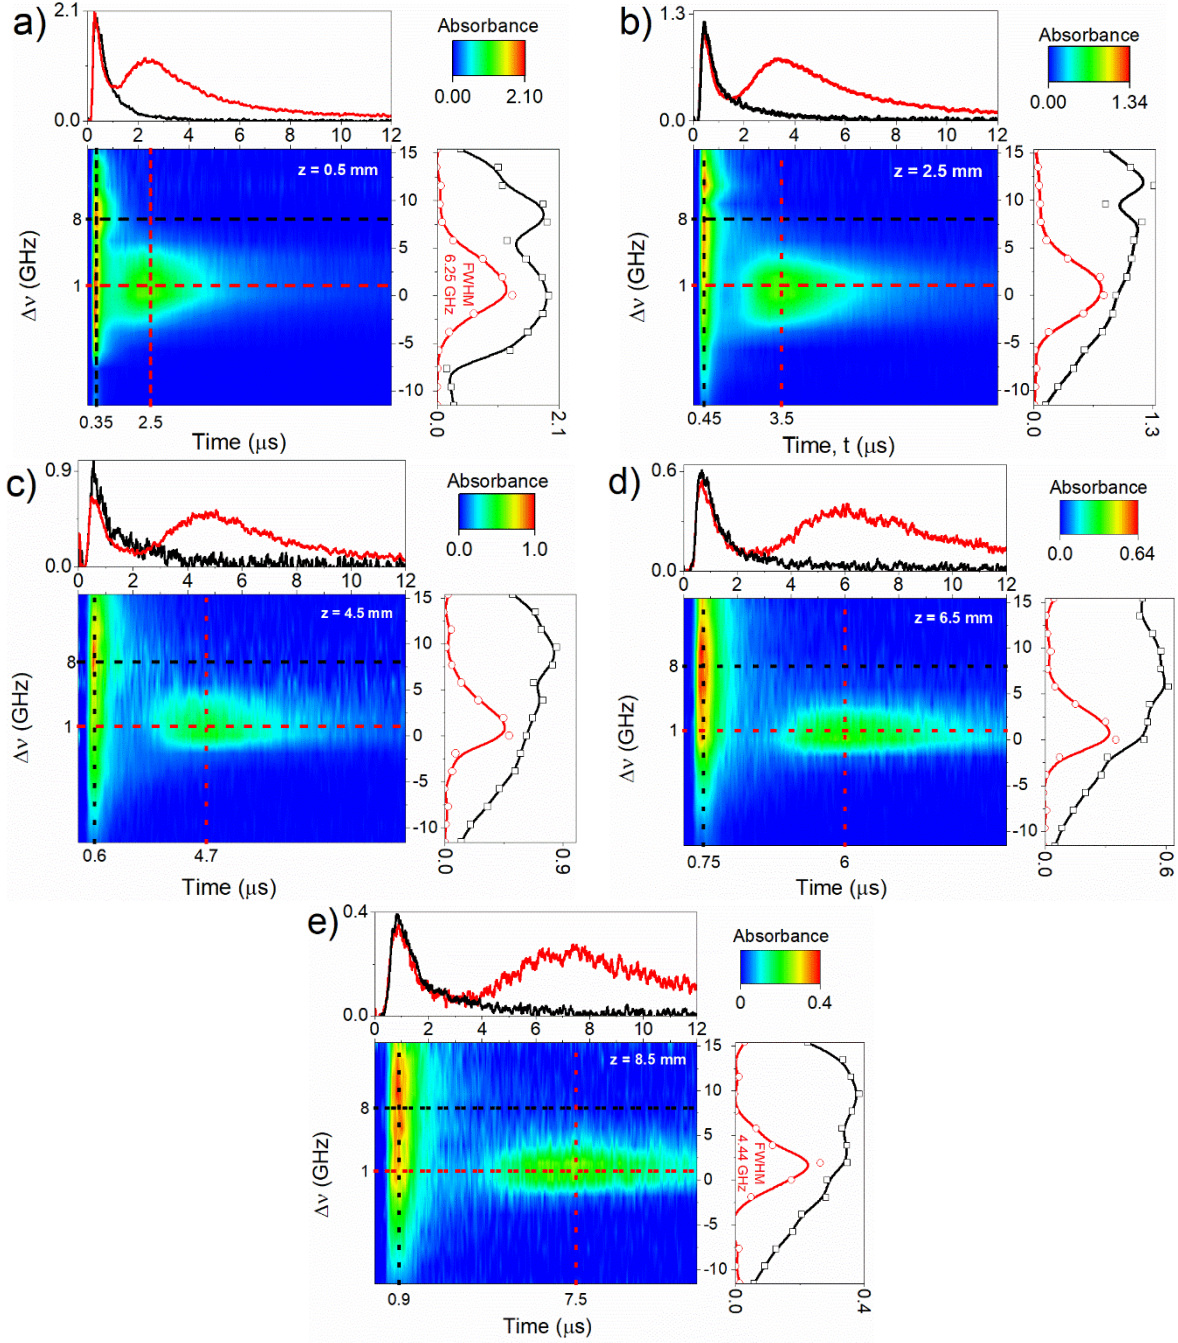 a)
2.1
0.0
0 2 4 6 8 10 12
Absorbance
0.00 2.10
z = 0.5 mm
8
1
Δν (GHz)
0.35 2.5
Time (μs)
15
10
5
0
-5
-10
FWHM
6.25 GHz
0.0 2.1
b)
1.3
0.0
0 2 4 6 8 10 12
Absorbance
0.00 1.34
z = 2.5 mm
8
1
Δν (GHz)
0.45 3.5
Time, t (μs)
15
10
5
0
-5
-10
0.0 1.3
c)
0.9
0.0
0 2 4 6 8 10 12
Absorbance
0.0 1.0
z = 4.5 mm
8
1
Δν (GHz)
0.6 4.7
Time (μs)
15
10
5
0
-5
-10
0.0 0.9
d)
0.6
0.0
0 2 4 6 8 10 12
Absorbance
0.0 0.64
z = 6.5 mm
8
1
Δν (GHz)
0.75 6
Time (μs)
15
10
5
0
-5
-10
0.0 0.6
e)
0.4
0.0
0 2 4 6 8 10 12
Absorbance
0 0.4
z = 8.5 mm
8
1
Δν (GHz)
0.9 7.5
Time (μs)
15
10
5
0
-5
-10
FWHM
4.44 GHz
0.0 0.4